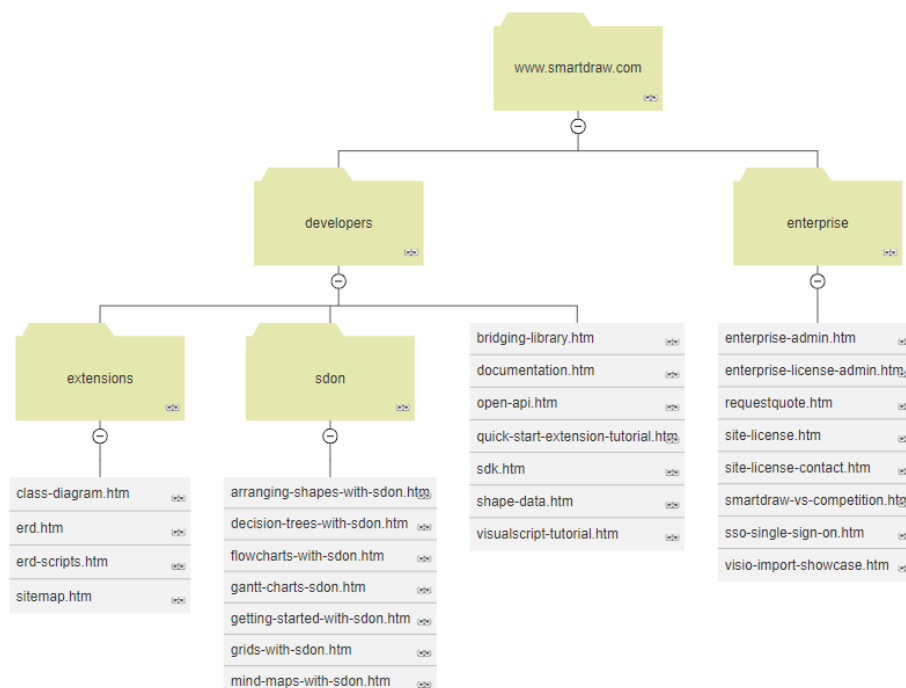 www.smartdraw.com
developers
enterprise
extensions
sdon
bridging-library.htm
documentation.htm
open-api.htm
quick-start-extension-tutorial.htm
sdk.htm
shape-data.htm
visualscript-tutorial.htm
enterprise-admin.htm
enterprise-license-admin.htm
requestquote.htm
site-license.htm
site-license-contact.htm
smartdraw-vs-competition.htm
sso-single-sign-on.htm
visio-import-showcase.htm
class-diagram.htm
erd.htm
erd-scripts.htm
sitemap.htm
arranging-shapes-with-sdon.htm
decision-trees-with-sdon.htm
flowcharts-with-sdon.htm
gantt-charts-sdon.htm
getting-started-with-sdon.htm
grids-with-sdon.htm
mind-maps-with-sdon.htm